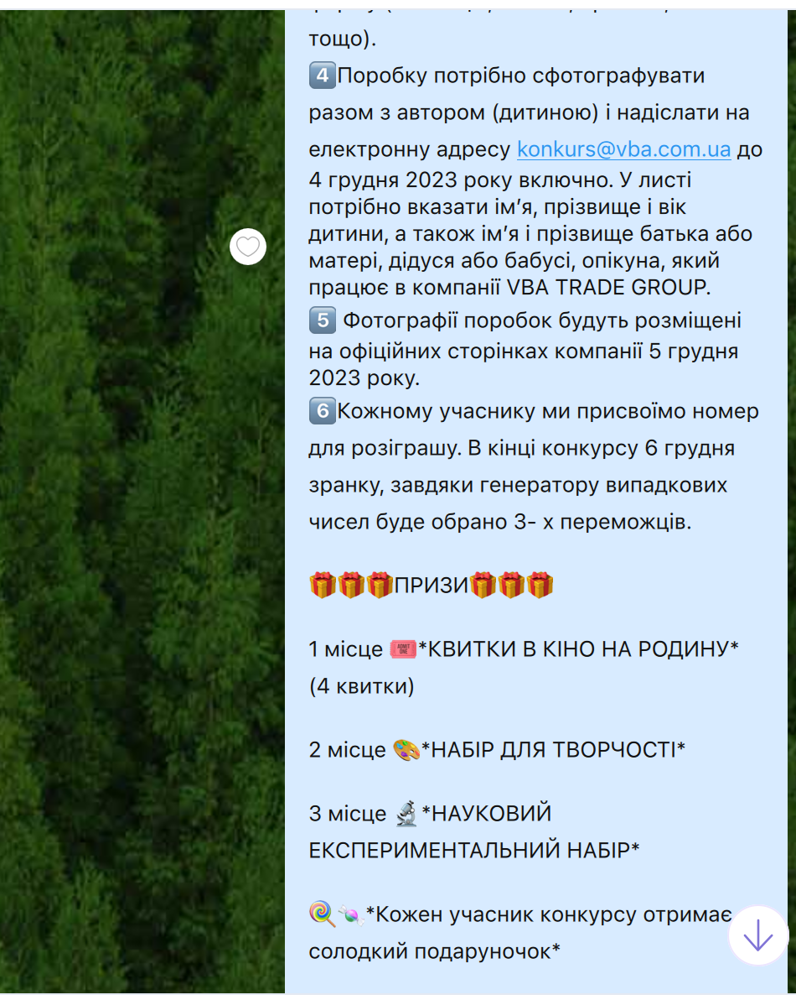 тощо).
4️⃣Поробку потрібно сфотографувати
разом з автором (дитиною) і надіслати на
електронну адресу konkurs@vba.com.ua до
4 грудня 2023 року включно. У листі
потрібно вказати ім’я, прізвище і вік
дитини, а також ім’я і прізвище батька або
матері, дідуся або бабусі, опікуна, який
працює в компанії VBA TRADE GROUP.
5️⃣ Фотографії поробок будуть розміщені
на офіційних сторінках компанії 5 грудня
2023 року.
6️⃣Кожному учаснику ми присвоїмо номер
для розіграшу. В кінці конкурсу 6 грудня
зранку, завдяки генератору випадкових
чисел буде обрано 3- х переможців.
🎁🎁🎁ПРИЗИ🎁🎁🎁
1 місце 🎟*КВИТКИ В КІНО НА РОДИНУ*
(4 квитки)
2 місце 🎨*НАБІР ДЛЯ ТВОРЧОСТІ*
3 місце 🔬*НАУКОВИЙ
ЕКСПЕРИМЕНТАЛЬНИЙ НАБІР*
🍭🍬*Кожен учасник конкурсу отримає
солодкий подаруночок*